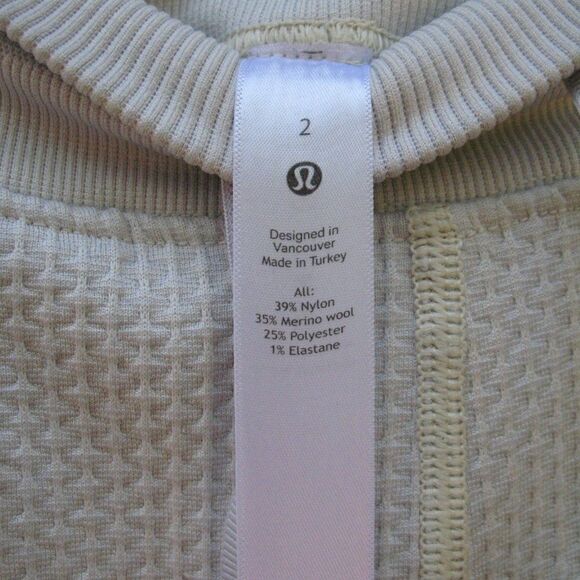 2
Designed in
Vancouver
Made in Turkey
All:
39% Nylon
35% Merino wool
25% Polyester
1% Elastane